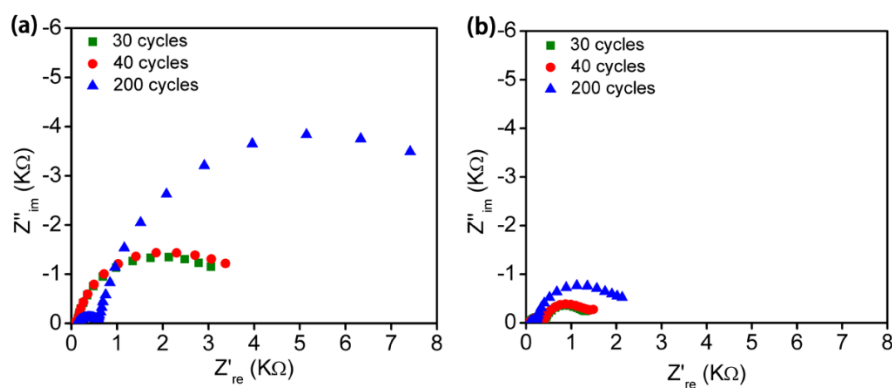 (a)
30 cycles
40 cycles
200 cycles
-6
-5
-4
-3
-2
-1
0
0 1 2 3 4 5 6 7 8
Z''im (KΩ)
Z're (KΩ)
(b)
30 cycles
40 cycles
200 cycles
-6
-5
-4
-3
-2
-1
0
0 1 2 3 4 5 6 7 8
Z''im (KΩ)
Z're (KΩ)